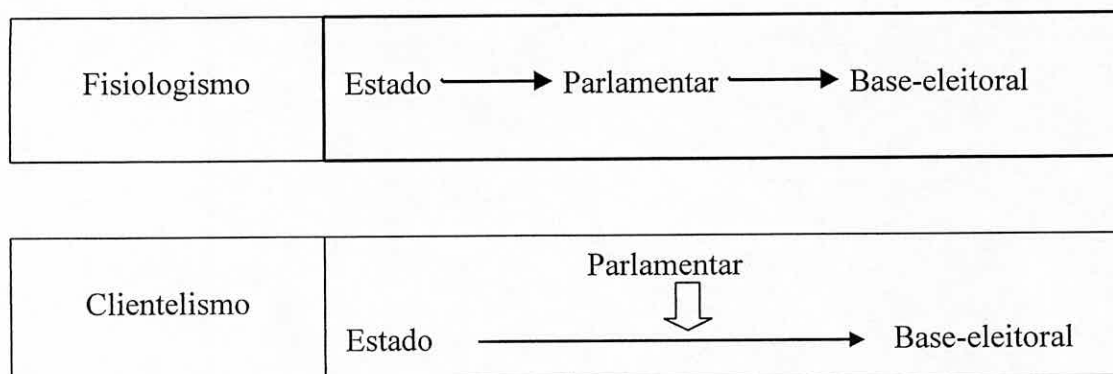 Fisiologismo
Estado Parlamentar Base-eleitoral
Clientelismo
Parlamentar
Estado Base-eleitoral